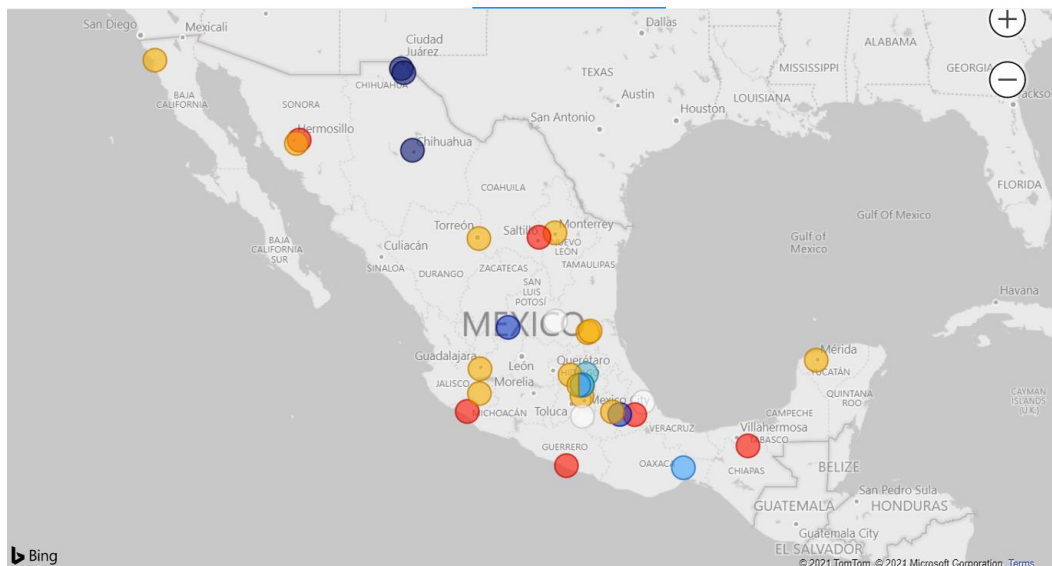 San Diego
Mexicali
Dallas
Ciudad
Juárez
ALABAMA
MISSISSIPPI
GEORGIA
TEXAS
CHIHUAHUA
BAJA
CALIFORNIA
SONORA
Austin
LOUISIANA
Houston
San Antonio
Hermosillo
Chihuahua
COAHUILA
FLORIDA
Gulf Of Mexico
Torreón
Saltillo
Monterrey
Gulf of
Mexico
BAJA
CALIFORNIA
SUR
Culiacán
NUEVO
LEÓN
SINALOA
DURANGO
ZACATECAS
TAMAULIPAS
SAN
LUIS
POTOSÍ
Havana
MEXICO
Guadalajara
León
Querétaro
Mérida
YUCATÁN
JALISCO
Morelia
QUINTANA
ROO
CAYMAN
ISLANDS
(U.K.)
Toluca
Mexico City
MICHOACÁN
CAMPECHE
VERACRUZ
Villahermosa
TABASCO
GUERRERO
OAXACA
CHIAPAS
BELIZE
San Pedro Sula
GUATEMALA
HONDURAS
Guatemala City
EL SALVADOR
Bing
© 2021 TomTom, © 2021 Microsoft Corporation Terms